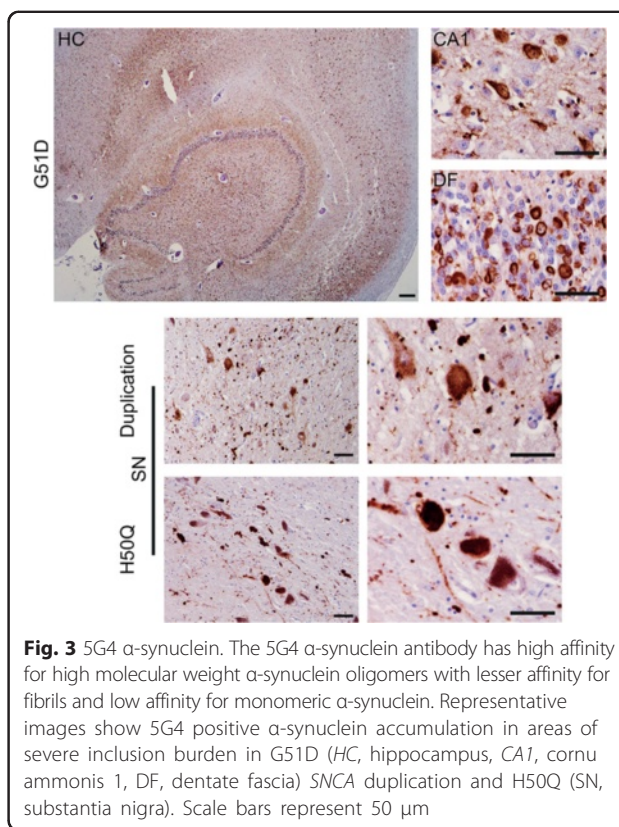 HC
CA1
G51D
DF
Duplication
SN
H50Q
Fig. 3 5G4 α-synuclein. The 5G4 α-synuclein antibody has high affinity
for high molecular weight α-synuclein oligomers with lesser affinity for
fibrils and low affinity for monomeric α-synuclein. Representative
images show 5G4 positive α-synuclein accumulation in areas of
severe inclusion burden in G51D (HC, hippocampus, CA1, cornu
ammonis 1, DF, dentate fascia) SNCA duplication and H50Q (SN,
substantia nigra). Scale bars represent 50 μm